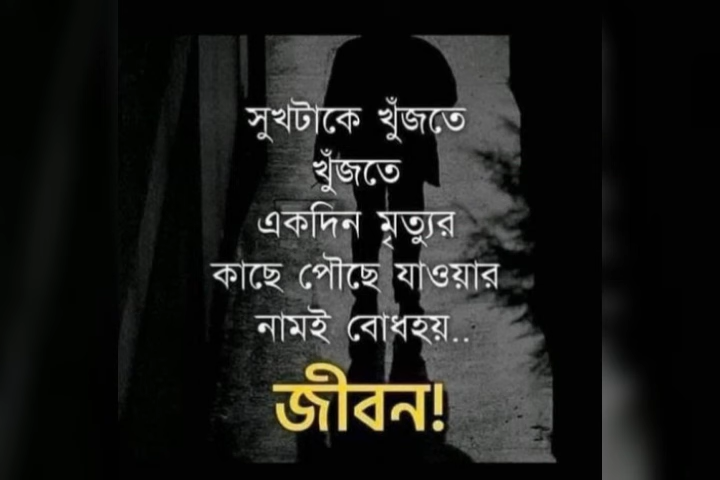 সুখটাকে খুঁজতে
খুঁজতে
একদিন মৃত্যুর
কাছে পৌছে যাওয়ার
নামই বোধহয়..
জীবন!